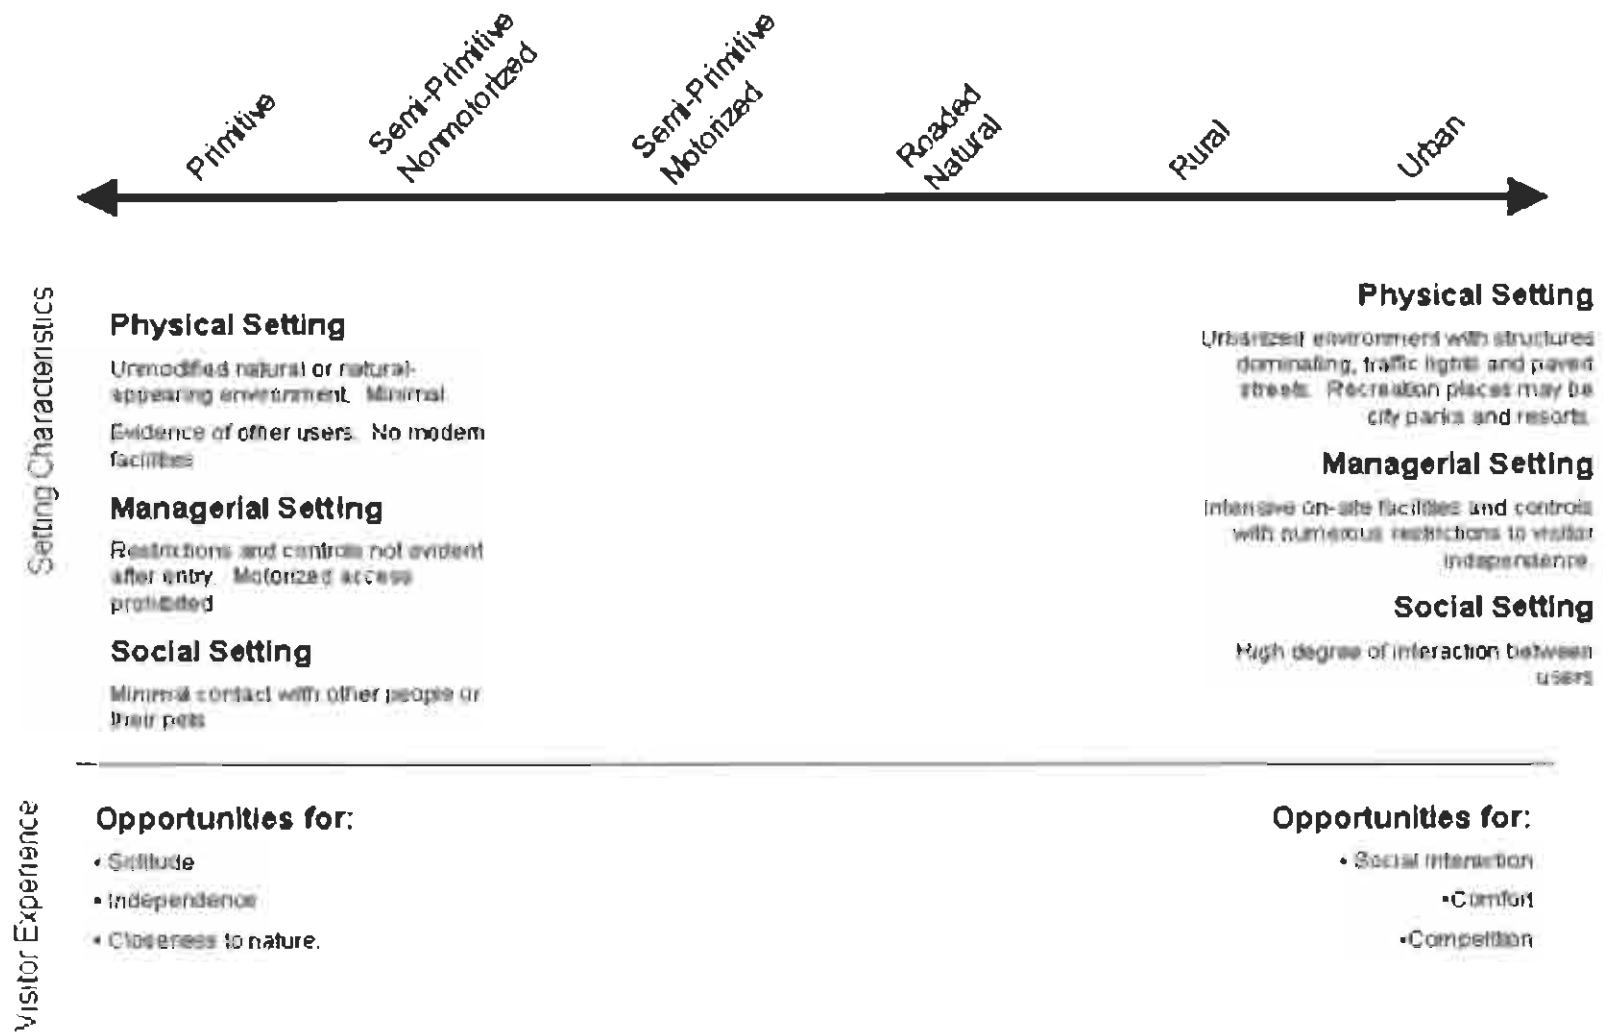 Primitive
Semi-Primitive
Nonmotorized
Semi-Primitive
Motorized
Roaded
Natural
Rural
Urban
Setting Characteristics
Physical Setting
Unmodified natural or natural-
appearing environment. Minimal
Evidence of other users. No modern
facilities
Managerial Setting
Restrictions and controls not evident
after entry. Motorized access
prohibited
Social Setting
Minimal contact with other people or
their pets
Physical Setting
Urbanized environment with structures
dominating, traffic lights and paved
streets. Recreation places may be
city parks and resorts.
Managerial Setting
Intensive on-site facilities and controls
with numerous restrictions to visitor
independence.
Social Setting
High degree of interaction between
users
Visitor Experience
Opportunities for:
• Solitude
• Independence
• Closeness to nature.
Opportunities for:
• Social Interaction
•Comfort
•Competition